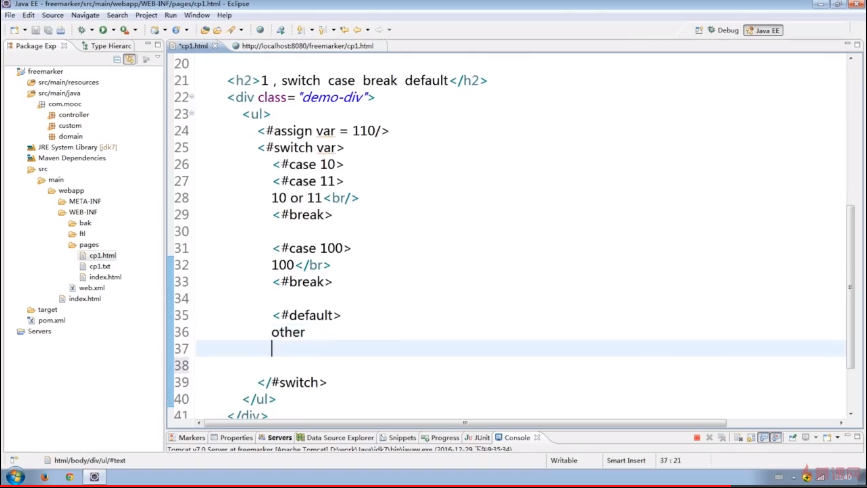 Java EE - freemarker/src/main/webapp/WEB-INF/pages/cp1.html - Eclipse
File Edit Source Navigate Search Project Run Window Help
Debug Java EE
Package Exp Type Hierarc
*cp1.html http://localhost:8080/freemarker/cp1.html
freemarker
src/main/resources
src/main/java
com.mooc
controller
custom
domain
JRE System Library [jdk7]
Maven Dependencies
src
main
webapp
META-INF
WEB-INF
bak
ftl
pages
cp1.html
cp1.txt
index.html
web.xml
index.html
target
pom.xml
Servers
20
21 <h2>1 , switch case break default</h2>
22 <div class="demo-div">
23 <ul>
24 <#assign var = 110/>
25 <#switch var>
26 <#case 10>
27 <#case 11>
28 10 or 11<br/>
29 <#break>
30
31 <#case 100>
32 100</br>
33 <#break>
34
35 <#default>
36 other
37
38
39 </#switch>
40 </ul>
41 </div>
Markers Properties Servers Data Source Explorer Snippets Progress JUnit Console
Tomcat v7.0 Server at freemarker [Apache Tomcat] D:\work\Java\jdk7\bin\javaw.exe (2016-12-29 下午9:35:34)
html/body/div/ul/#text Writable Smart Insert 37 : 21